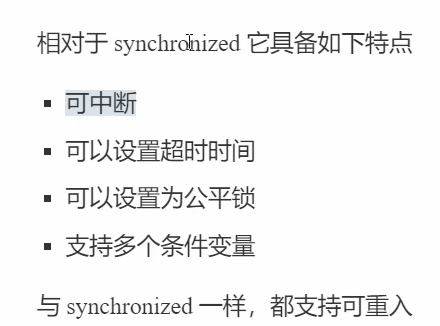 相对于 synchronized 它具备如下特点
▪ 可中断
▪ 可以设置超时时间
▪ 可以设置为公平锁
▪ 支持多个条件变量
与 synchronized 一样，都支持可重入